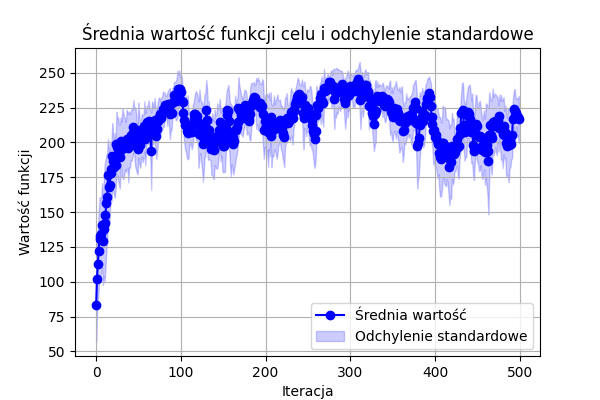 Średnia wartość funkcji celu i odchylenie standardowe
Wartość funkcji
250
225
200
175
150
125
100
75
50
Średnia wartość
Odchylenie standardowe
0 100 200 300 400 500
Iteracja